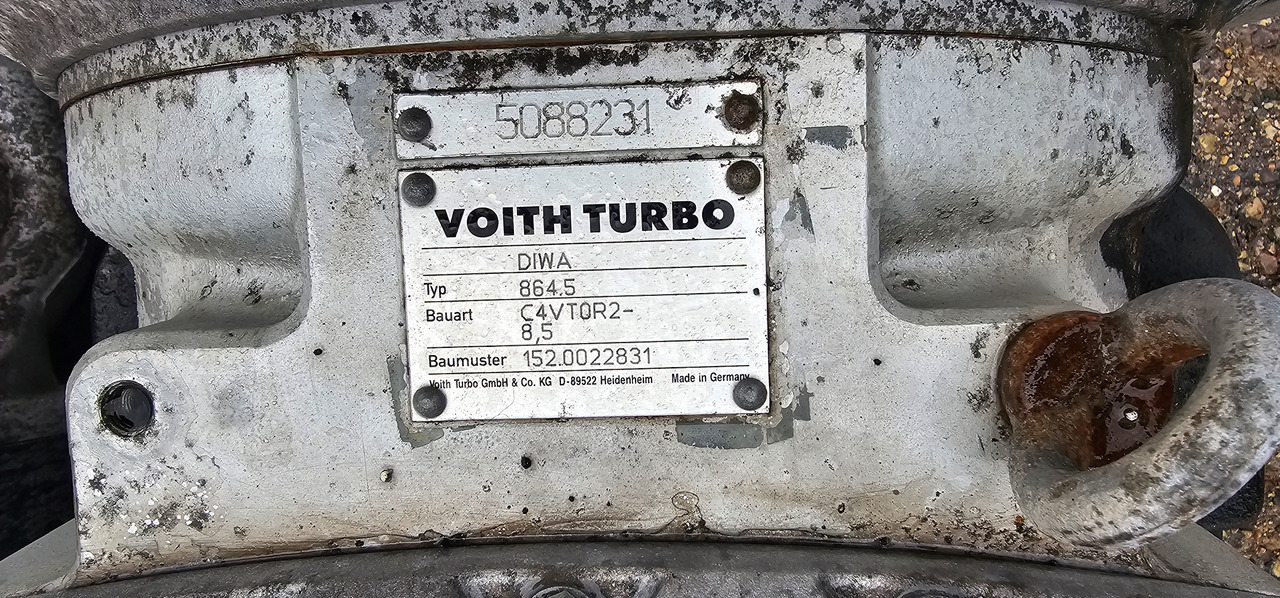 5088231
VOITH TURBO
DIWA
Typ 864.5
Bauart C4VTOR2-
8,5
Baumuster 152.0022831
Voith Turbo GmbH & Co. KG D-89522 Heidenheim Made in Germany